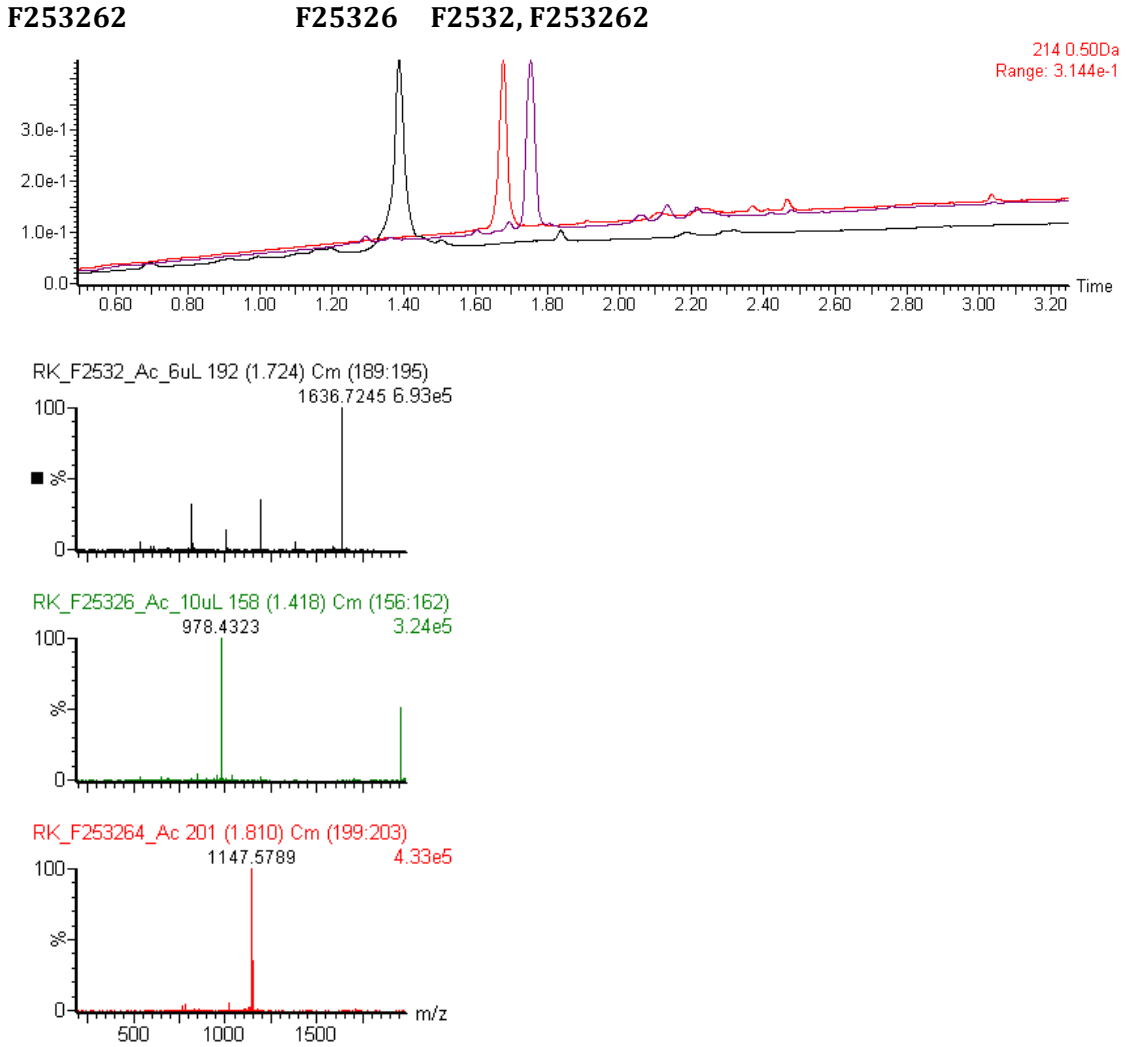 F253262 F25326 F2532, F253262
214 0.50Da
Range: 3.144e-1
3.0e-1
2.0e-1
1.0e-1
0.0
0.60 0.80 1.00 1.20 1.40 1.60 1.80 2.00 2.20 2.40 2.60 2.80 3.00 3.20
Time
RK_F2532_Ac_6uL 192 (1.724) Cm (189:195)
1636.7245 6.93e5
100
%
0
RK_F25326_Ac_10uL 158 (1.418) Cm (156:162)
978.4323 3.24e5
100
%
0
RK_F253264_Ac 201 (1.810) Cm (199:203)
1147.5789 4.33e5
100
%
0
m/z
500 1000 1500